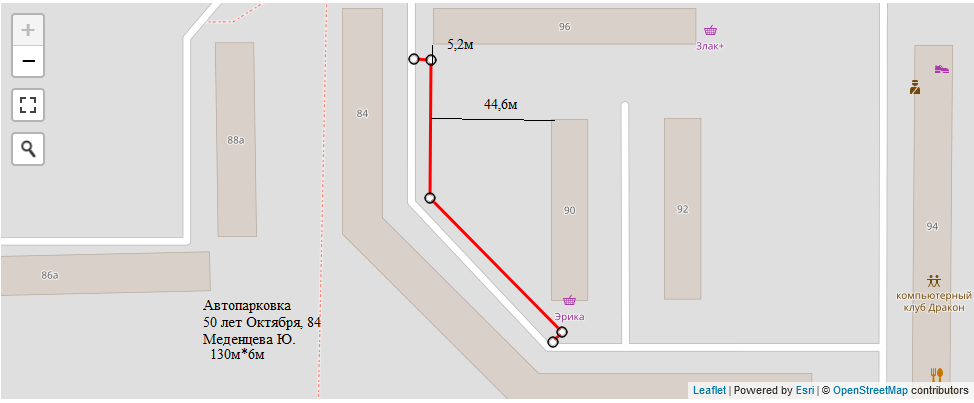 96
Злак+
5,2м
84
44,6м
88а
90
92
94
86а
Эрика
компьютерный
клуб Дракон
Автопарковка
50 лет Октября, 84
Меденцева Ю.
130м*6м
Leaflet | Powered by Esri | © OpenStreetMap contributors